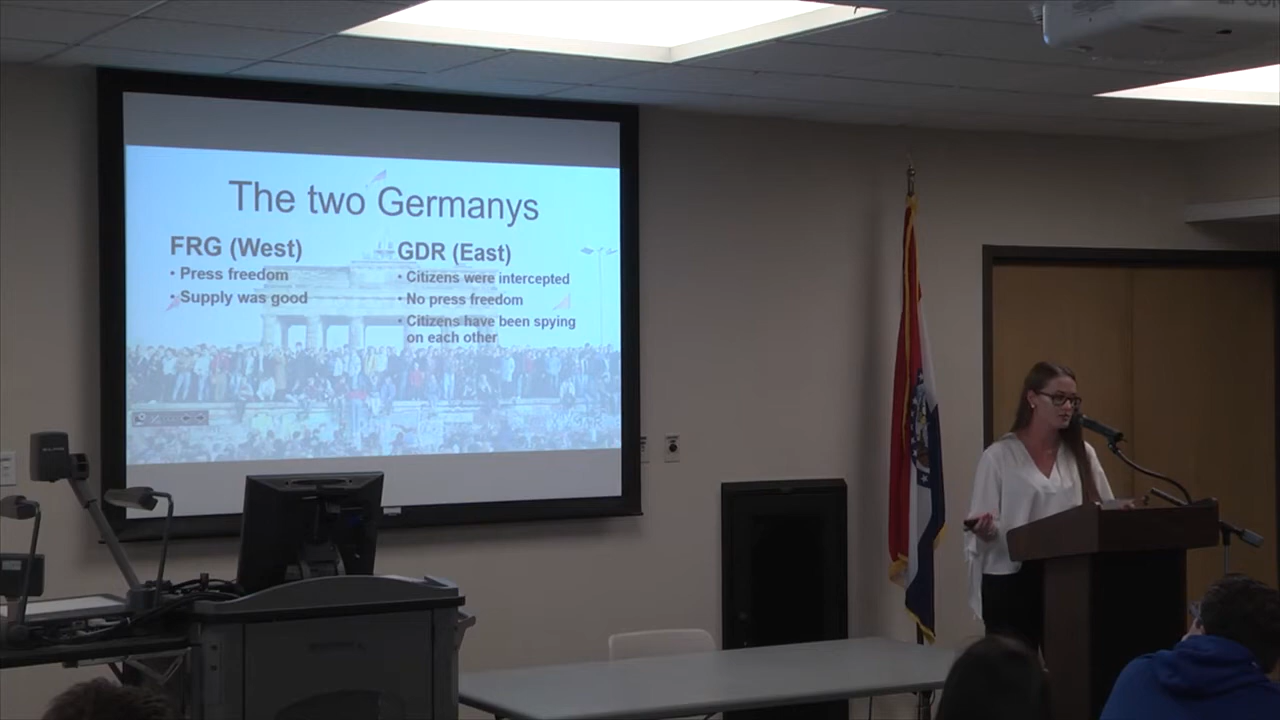 The two Germanys
FRG (West)
• Press freedom
• Supply was good
GDR (East)
• Citizens were intercepted
• No press freedom
• Citizens have been spying
on each other